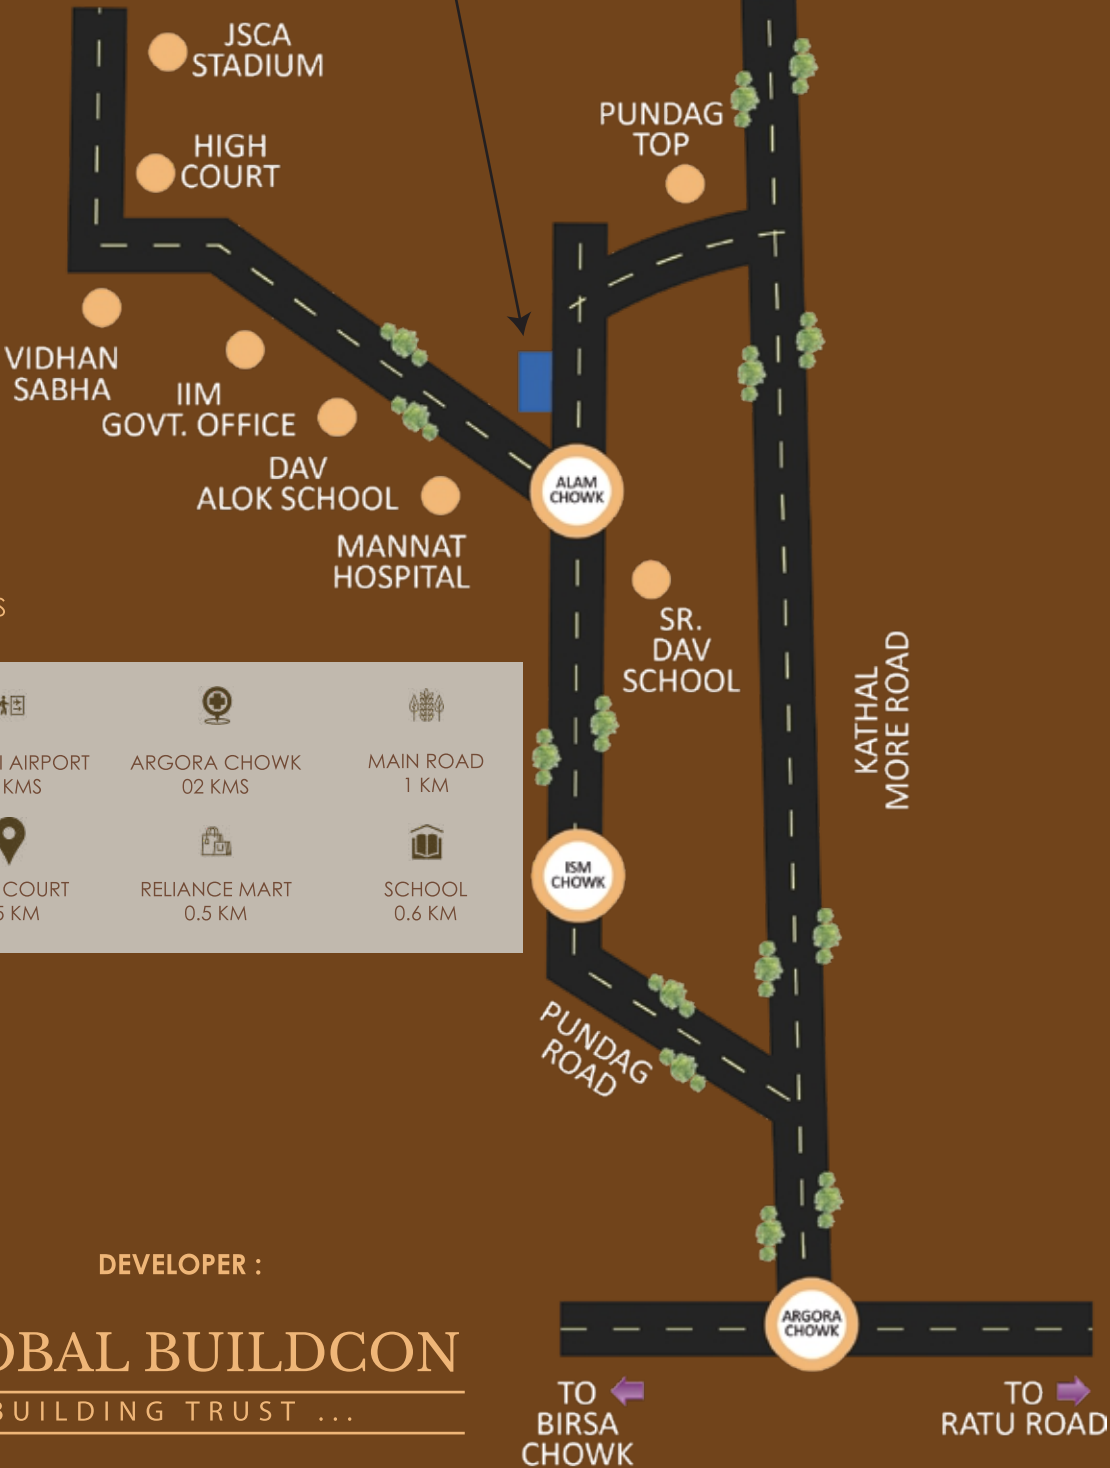 JSCA
STADIUM
HIGH
COURT
PUNDAG
TOP
VIDHAN
SABHA
IIM
GOVT. OFFICE
DAV
ALOK SCHOOL
MANNAT
HOSPITAL
ALAM
CHOWK
SR.
DAV
SCHOOL
KATHAL
MORE ROAD
AIRPORT
KMS
ARGORA CHOWK
02 KMS
MAIN ROAD
1 KM
COURT
KM
RELIANCE MART
0.5 KM
SCHOOL
0.6 KM
ISM
CHOWK
PUNDAG
ROAD
DEVELOPER :
OBAL BUILDCON
BUILDING TRUST ...
ARGORA
CHOWK
TO
BIRSA
CHOWK
TO
RATU ROAD